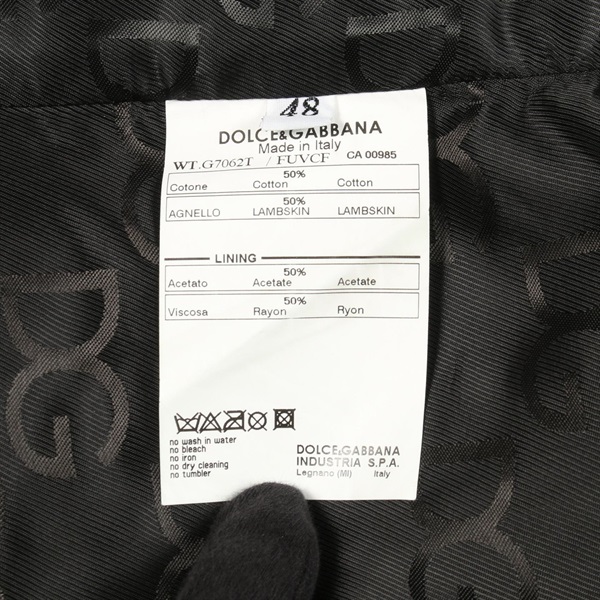 48
DOLCE&GABBANA
Made in Italy
WT.G7062T / FUVCF CA 00985
50%
Cotone Cotton Cotton
50%
AGNELLO LAMBSKIN LAMBSKIN
LINING
50%
Acetato Acetate Acetate
50%
Viscosa Rayon Ryon
no wash in water
no bleach
no iron
no dry cleaning
no tumbler
DOLCE&GABBANA
INDUSTRIA S.P.A.
Legnano (MI) Italy
DG